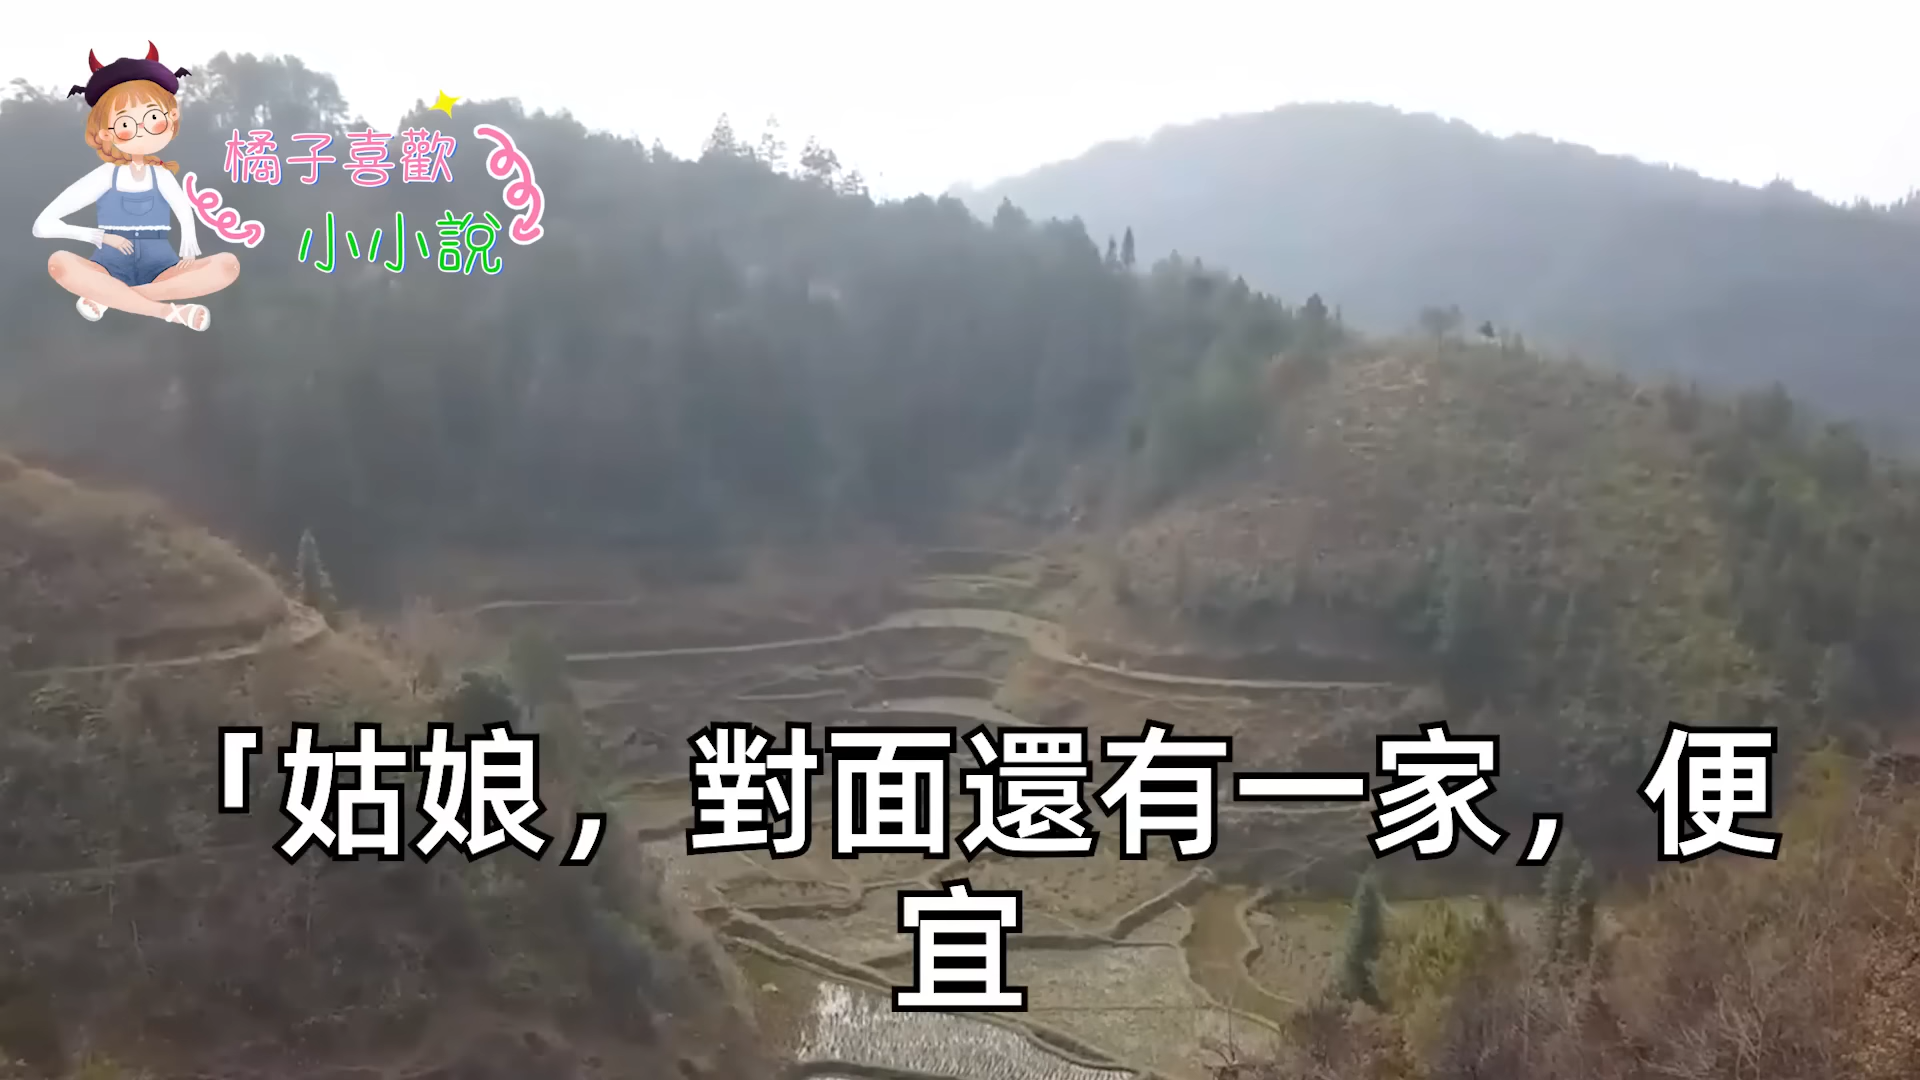 橘子喜歡
小小說
「姑娘，對面還有一家，便
宜